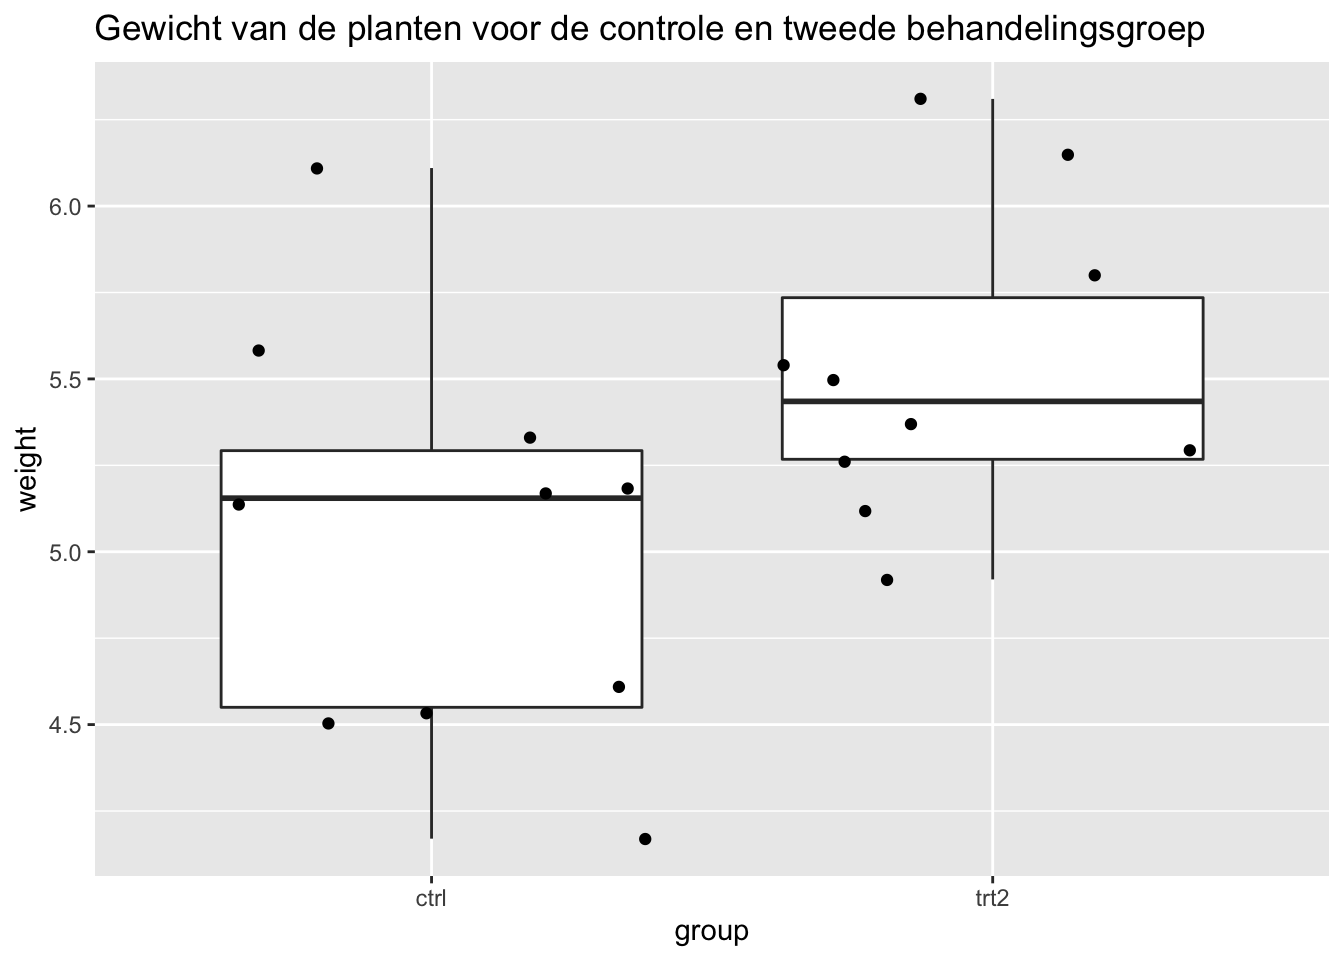 Gewicht van de planten voor de controle en tweede behandelingsgroep
6.0
5.5
5.0
4.5
weight
ctrl
trt2
group